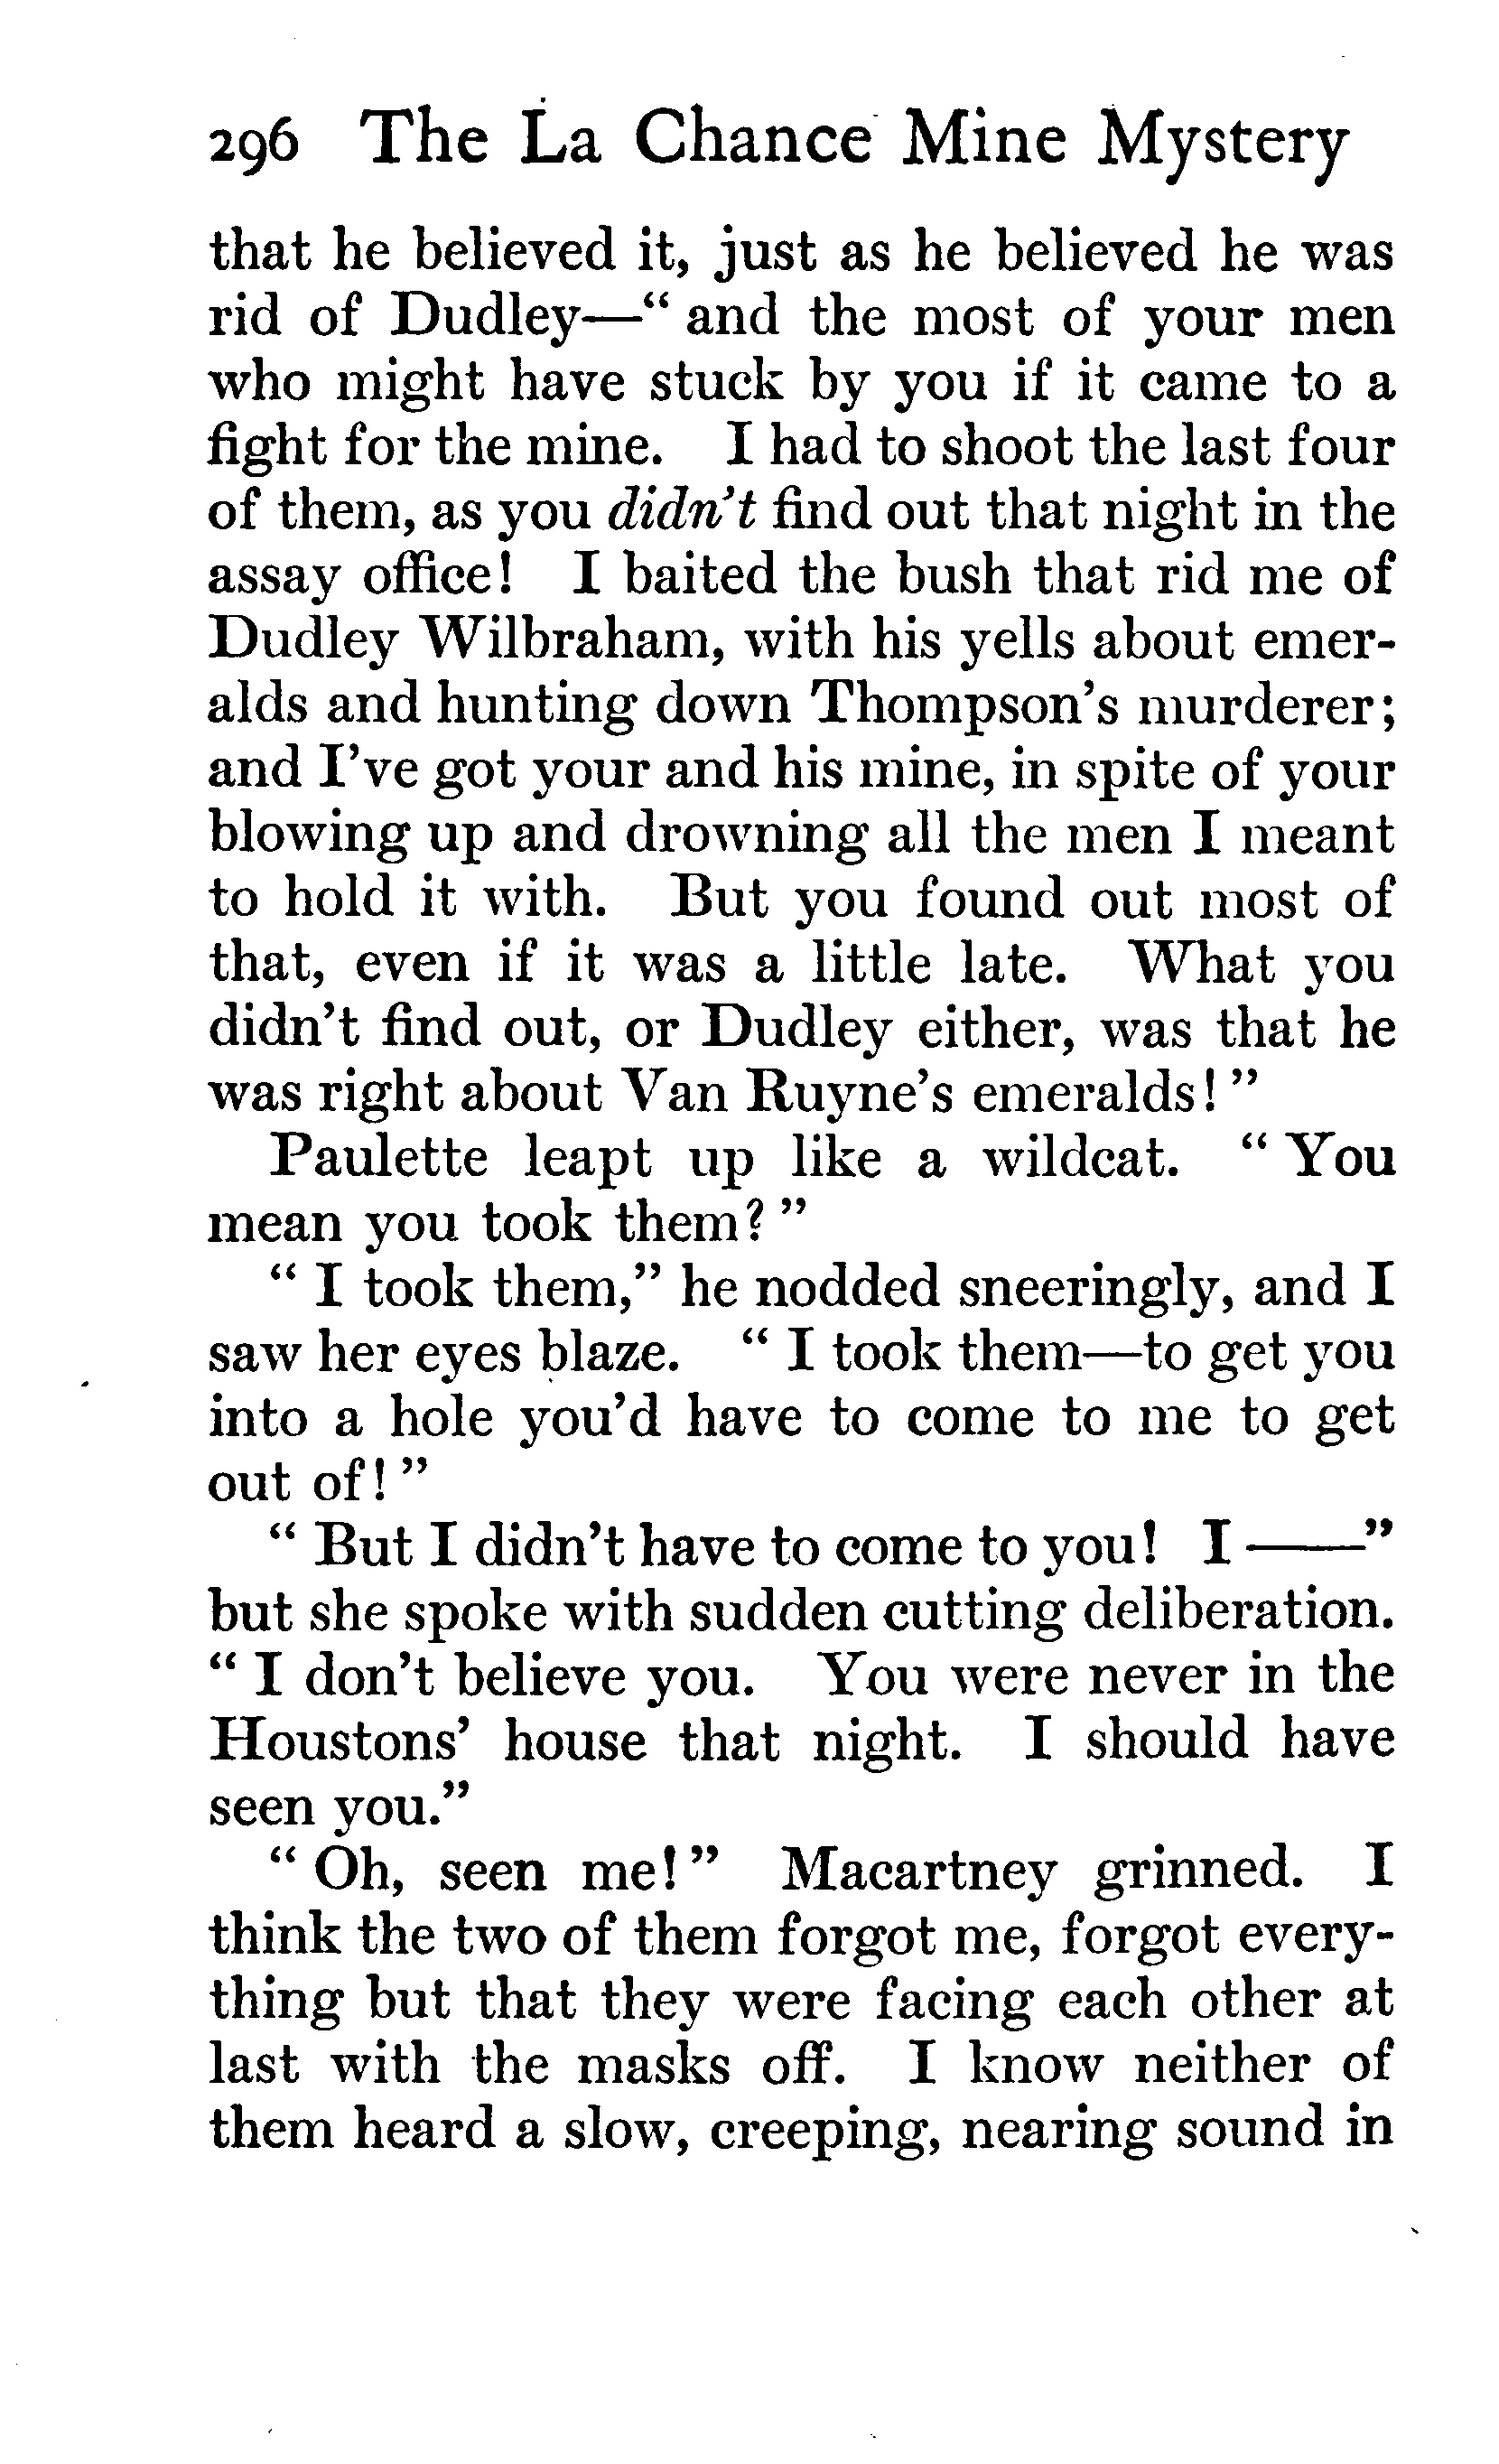 296 The La Chance Mine Mystery
that he believed it, just as he believed he was
rid of Dudley—“ and the most of your men
who might have stuck by you if it came to a
fight for the mine. I had to shoot the last four
of them, as you didn’t find out that night in the
assay office! I baited the bush that rid me of
Dudley Wilbraham, with his yells about emer-
alds and hunting down Thompson’s murderer;
and I’ve got your and his mine, in spite of your
blowing up and drowning all the men I meant
to hold it with. But you found out most of
that, even if it was a little late. What you
didn’t find out, or Dudley either, was that he
was right about Van Ruyne’s emeralds! ”
Paulette leapt up like a wildcat. “ You
mean you took them? ”
“ I took them,” he nodded sneeringly, and I
saw her eyes blaze. “ I took them—to get you
into a hole you’d have to come to me to get
out of! ”
“ But I didn’t have to come to you! I ——”
but she spoke with sudden cutting deliberation.
“ I don’t believe you. You were never in the
Houstons’ house that night. I should have
seen you.”
“ Oh, seen me! ” Macartney grinned. I
think the two of them forgot me, forgot every-
thing but that they were facing each other at
last with the masks off. I know neither of
them heard a slow, creeping, nearing sound in